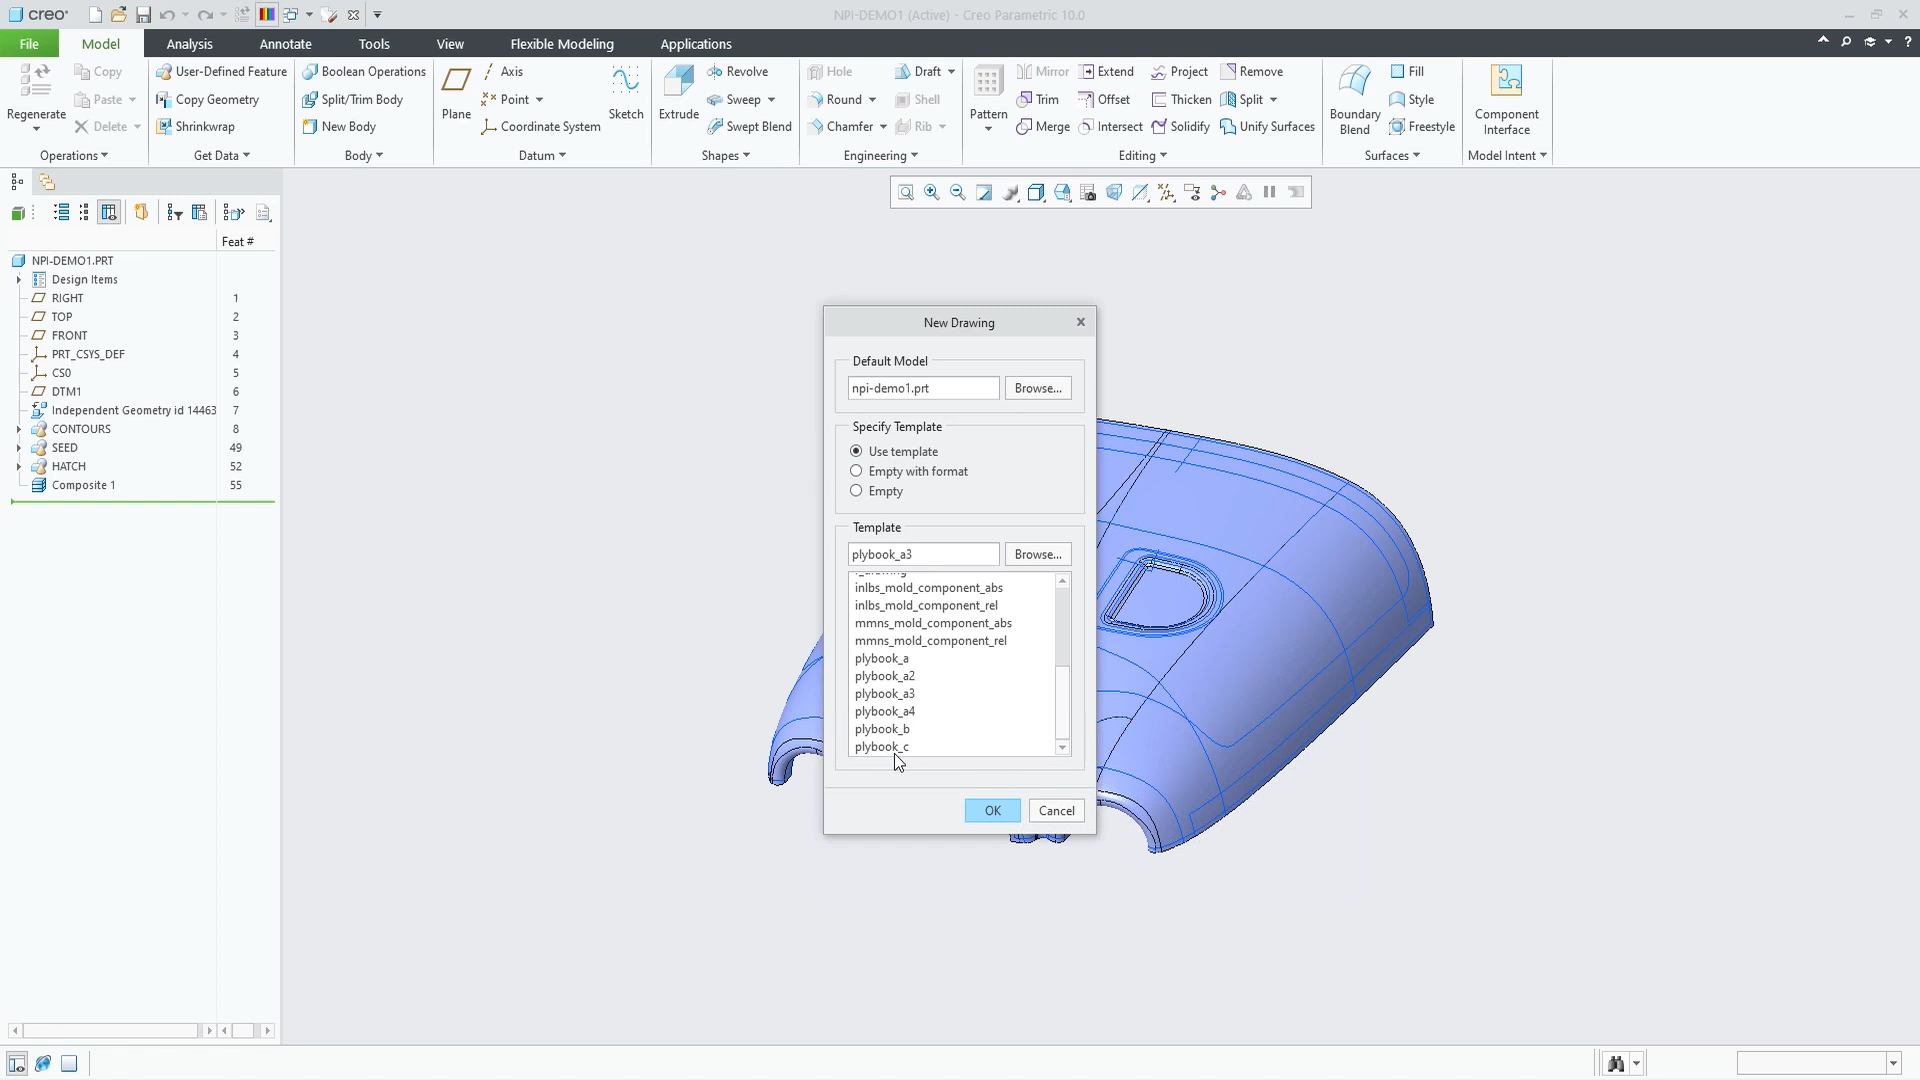 creo
NPI-DEMO1 (Active) - Creo Parametric 10.0
File Model Analysis Annotate Tools View Flexible Modeling Applications
Regenerate Copy Paste Delete
Operations
User-Defined Feature
Copy Geometry
Shrinkwrap
Get Data
Boolean Operations
Split/Trim Body
New Body
Body
Plane
Axis
Point
Coordinate System
Sketch
Datum
Extrude
Revolve
Sweep
Swept Blend
Shapes
Hole Draft
Round Shell
Chamfer Rib
Engineering
Pattern
Mirror Extend Project Remove
Trim Offset Thicken Split
Merge Intersect Solidify Unify Surfaces
Editing
Boundary Blend
Fill
Style
Freestyle
Surfaces
Component Interface
Model Intent
Feat #
NPI-DEMO1.PRT
Design Items
RIGHT 1
TOP 2
FRONT 3
PRT_CSYS_DEF 4
CS0 5
DTM1 6
Independent Geometry id 14463 7
CONTOURS 8
SEED 49
HATCH 52
Composite 1 55
New Drawing
Default Model
npi-demo1.prt Browse...
Specify Template
Use template
Empty with format
Empty
Template
plybook_a3 Browse...
inlbs_mold_component_abs
inlbs_mold_component_rel
mmns_mold_component_abs
mmns_mold_component_rel
plybook_a
plybook_a2
plybook_a3
plybook_a4
plybook_b
plybook_c
OK Cancel